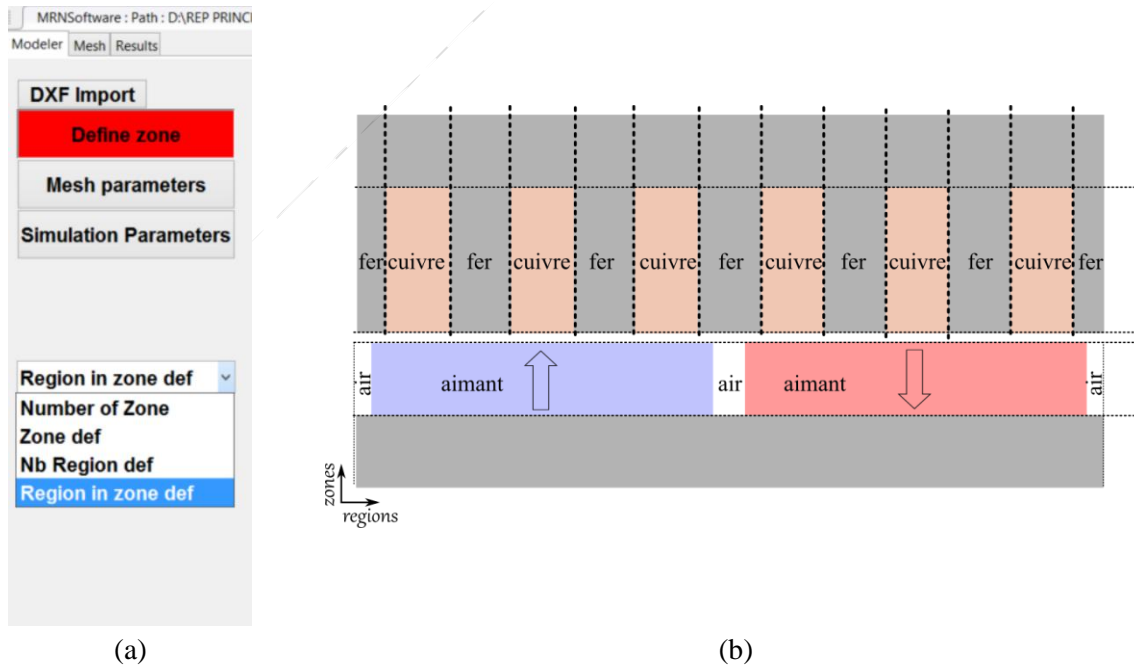 MRNSoftware : Path : D:\REP PRINC
Modeler Mesh Results
DXF Import
Define zone
Mesh parameters
Simulation Parameters
Region in zone def
Number of Zone
Zone def
Nb Region def
Region in zone def
(a)
fer cuivre fer cuivre fer cuivre fer cuivre fer cuivre fer cuivre fer
air aimant air aimant air
zones
regions
(b)